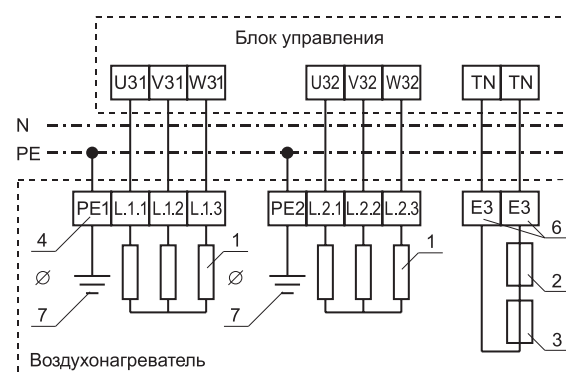 Блок управления
U31 V31 W31 U32 V32 W32 TN TN
N
PE
PE1 L.1.1 L.1.2 L.1.3 PE2 L.2.1 L.2.2 L.2.3 E3 E3
4 1 1 6
2
7 7
3
Воздухонагреватель